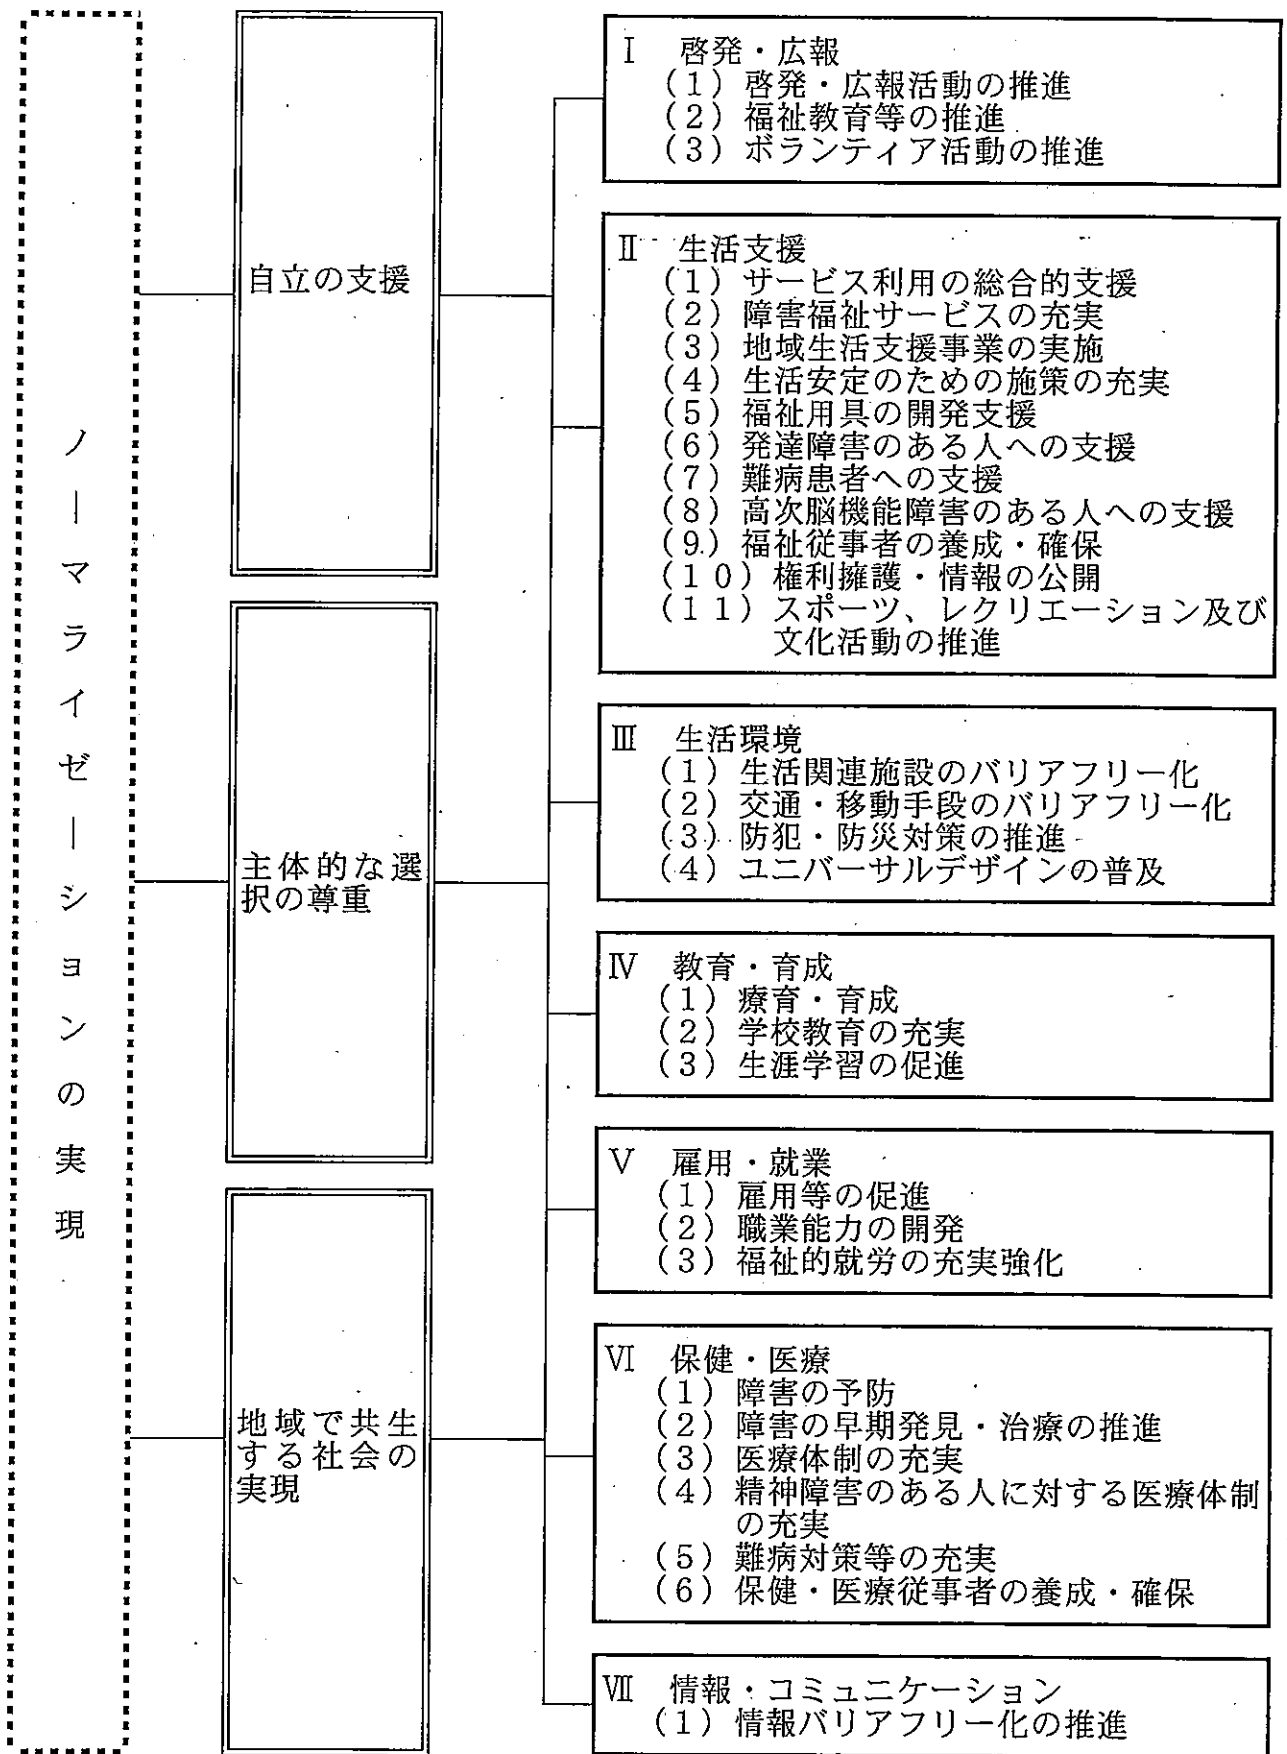 ノーマライゼーションの実現
自立の支援
主体的な選
択の尊重
地域で共生
する社会の
実現
Ⅰ 啓発・広報
(1) 啓発・広報活動の推進
(2) 福祉教育等の推進
(3) ボランティア活動の推進
Ⅱ 生活支援
(1) サービス利用の総合的支援
(2) 障害福祉サービスの充実
(3) 地域生活支援事業の実施
(4) 生活安定のための施策の充実
(5) 福祉用具の開発支援
(6) 発達障害のある人への支援
(7) 難病患者への支援
(8) 高次脳機能障害のある人への支援
(9) 福祉従事者の養成・確保
(10) 権利擁護・情報の公開
(11) スポーツ、レクリエーション及び
文化活動の推進
Ⅲ 生活環境
(1) 生活関連施設のバリアフリー化
(2) 交通・移動手段のバリアフリー化
(3) 防犯・防災対策の推進
(4) ユニバーサルデザインの普及
Ⅳ 教育・育成
(1) 療育・育成
(2) 学校教育の充実
(3) 生涯学習の促進
Ⅴ 雇用・就業
(1) 雇用等の促進
(2) 職業能力の開発
(3) 福祉的就労の充実強化
Ⅵ 保健・医療
(1) 障害の予防
(2) 障害の早期発見・治療の推進
(3) 医療体制の充実
(4) 精神障害のある人に対する医療体制
の充実
(5) 難病対策等の充実
(6) 保健・医療従事者の養成・確保
Ⅶ 情報・コミュニケーション
(1) 情報バリアフリー化の推進